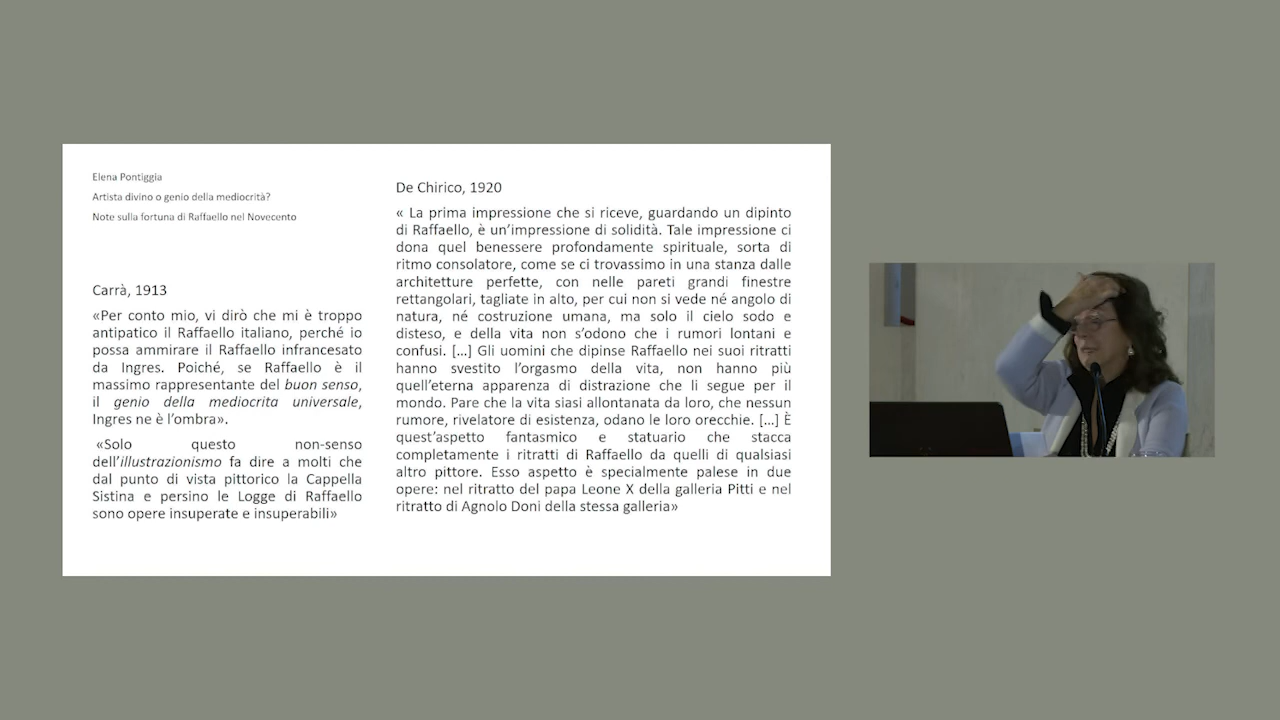 Elena Pontiggia
Artista divino o genio della mediocrità?
Note sulla fortuna di Raffaello nel Novecento
Carrà, 1913
«Per conto mio, vi dirò che mi è troppo
antipatico il Raffaello italiano, perché io
possa ammirare il Raffaello infrancesato
da Ingres. Poiché, se Raffaello è il
massimo rappresentante del buon senso,
il genio della mediocrita universale,
Ingres ne è l'ombra».
«Solo questo non-senso
dell'illustrazionismo fa dire a molti che
dal punto di vista pittorico la Cappella
Sistina e persino le Logge di Raffaello
sono opere insuperate e insuperabili»
De Chirico, 1920
« La prima impressione che si riceve, guardando un dipinto
di Raffaello, è un'impressione di solidità. Tale impressione ci
dona quel benessere profondamente spirituale, sorta di
ritmo consolatore, come se ci trovassimo in una stanza dalle
architetture perfette, con nelle pareti grandi finestre
rettangolari, tagliate in alto, per cui non si vede né angolo di
natura, né costruzione umana, ma solo il cielo sodo e
disteso, e della vita non s'odono che i rumori lontani e
confusi. […] Gli uomini che dipinse Raffaello nei suoi ritratti
hanno svestito l'orgasmo della vita, non hanno più
quell'eterna apparenza di distrazione che li segue per il
mondo. Pare che la vita siasi allontanata da loro, che nessun
rumore, rivelatore di esistenza, odano le loro orecchie. […] È
quest'aspetto fantasmico e statuario che stacca
completamente i ritratti di Raffaello da quelli di qualsiasi
altro pittore. Esso aspetto è specialmente palese in due
opere: nel ritratto del papa Leone X della galleria Pitti e nel
ritratto di Agnolo Doni della stessa galleria»